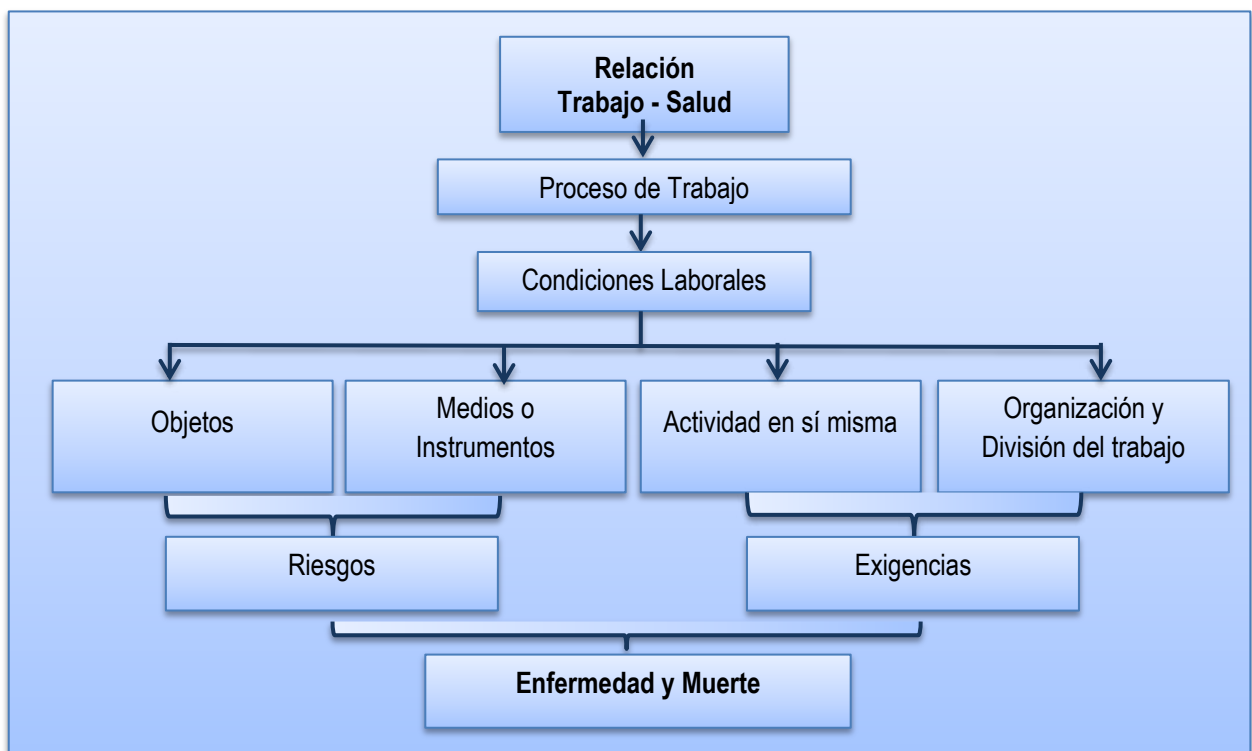 Relación
Trabajo - Salud
Proceso de Trabajo
Condiciones Laborales
Objetos
Medios o
Instrumentos
Actividad en sí misma
Organización y
División del trabajo
Riesgos
Exigencias
Enfermedad y Muerte